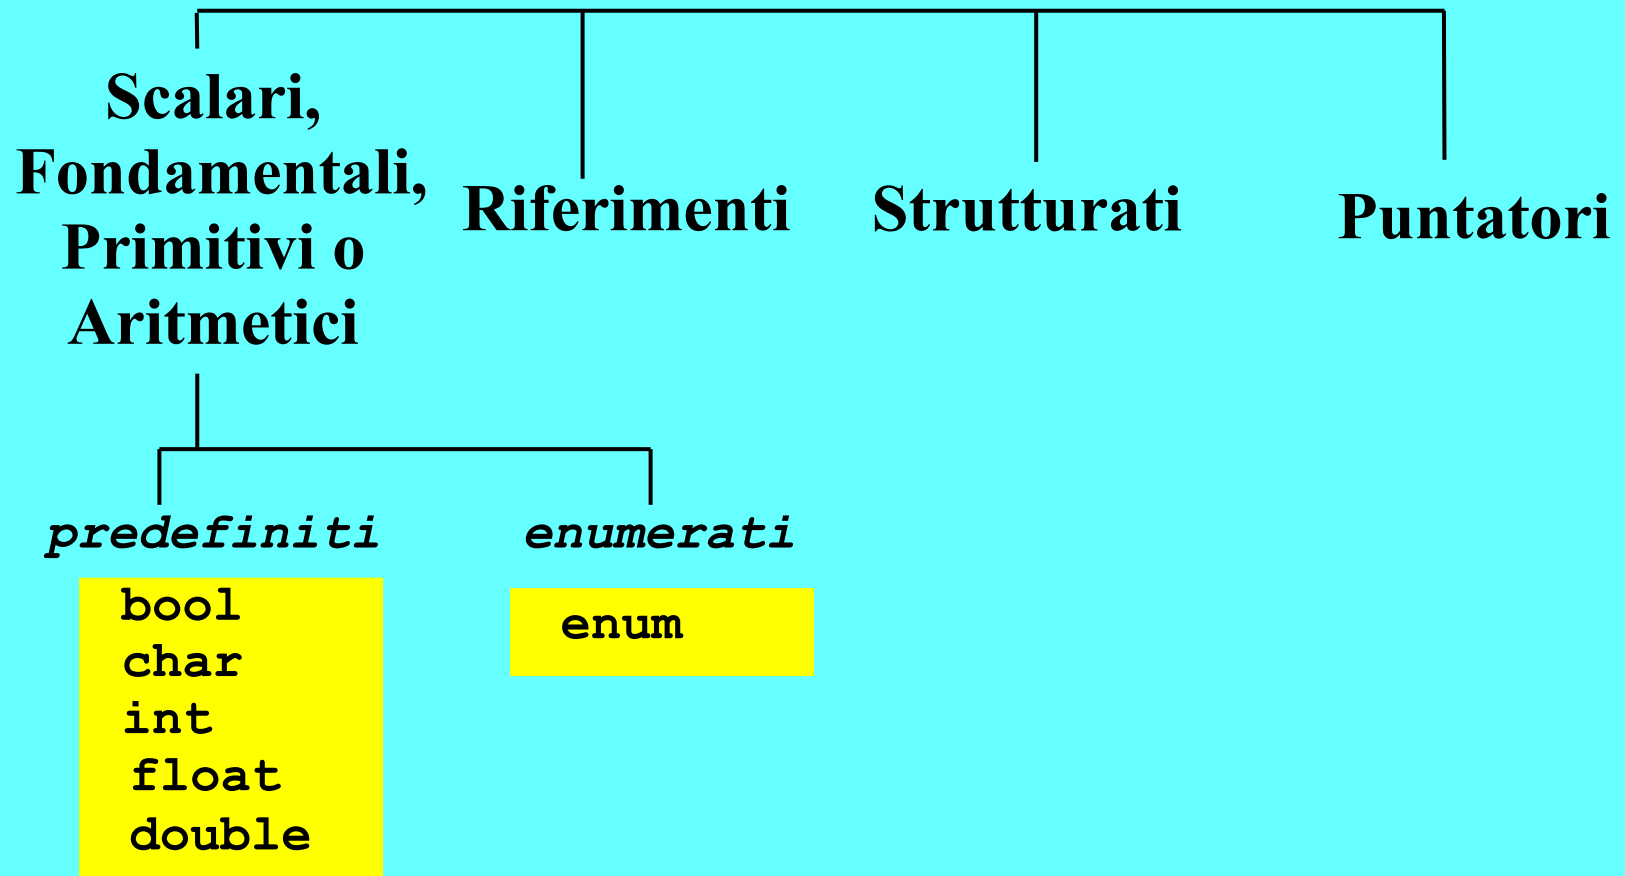 Scalari,
Fondamentali,
Primitivi o
Aritmetici
Riferimenti
Strutturati
Puntatori
predefiniti
bool
char
int
float
double
enumerati
enum